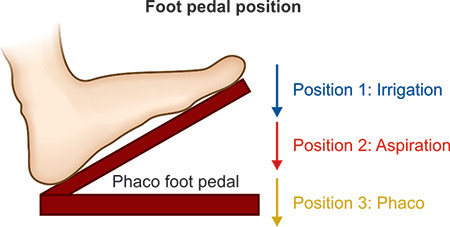 Foot pedal position
Position 1: Irrigation
Position 2: Aspiration
Phaco foot pedal
Position 3: Phaco